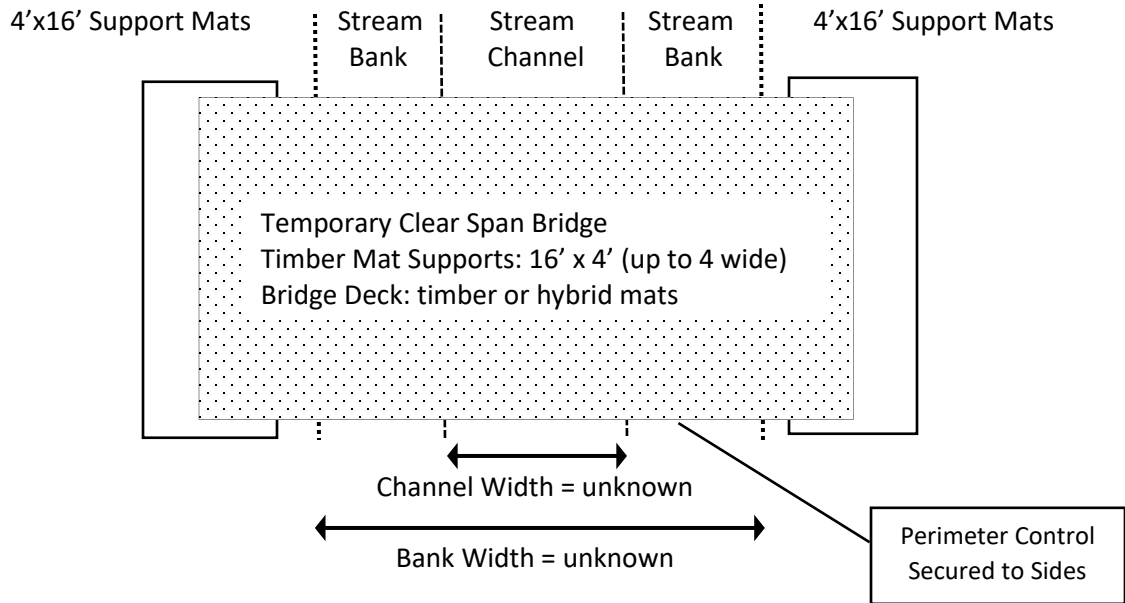 4’x16’ Support Mats
Stream
Bank
Stream
Channel
Stream
Bank
4’x16’ Support Mats
Temporary Clear Span Bridge
Timber Mat Supports: 16’ x 4’ (up to 4 wide)
Bridge Deck: timber or hybrid mats
Channel Width = unknown
Bank Width = unknown
Perimeter Control
Secured to Sides